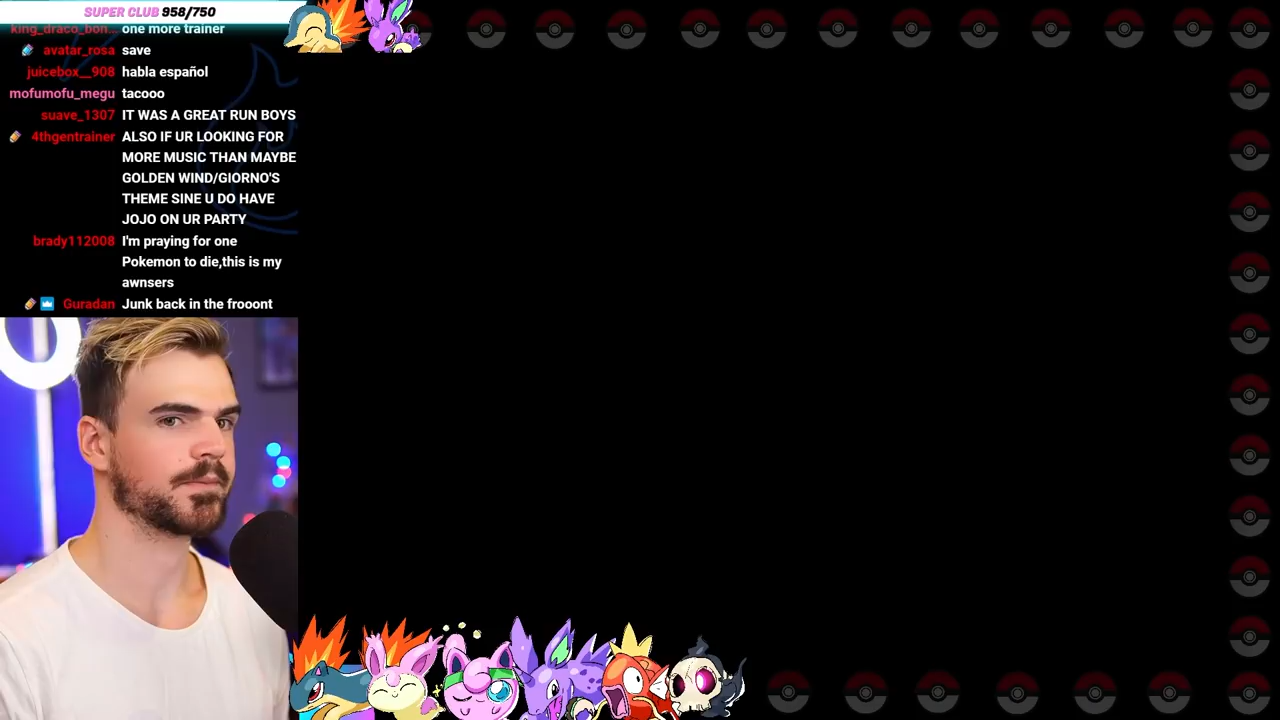 SUPER CLUB 958/750
king_draco_bon... one more trainer
avatar_rosa save
juicebox__908 habla español
mofumofu_megu tacooo
suave_1307 IT WAS A GREAT RUN BOYS
4thgentrainer ALSO IF UR LOOKING FOR
MORE MUSIC THAN MAYBE
GOLDEN WIND/GIORNO'S
THEME SINE U DO HAVE
JOJO ON UR PARTY
brady112008 I'm praying for one
Pokemon to die,this is my
awnsers
Guradan Junk back in the frooont